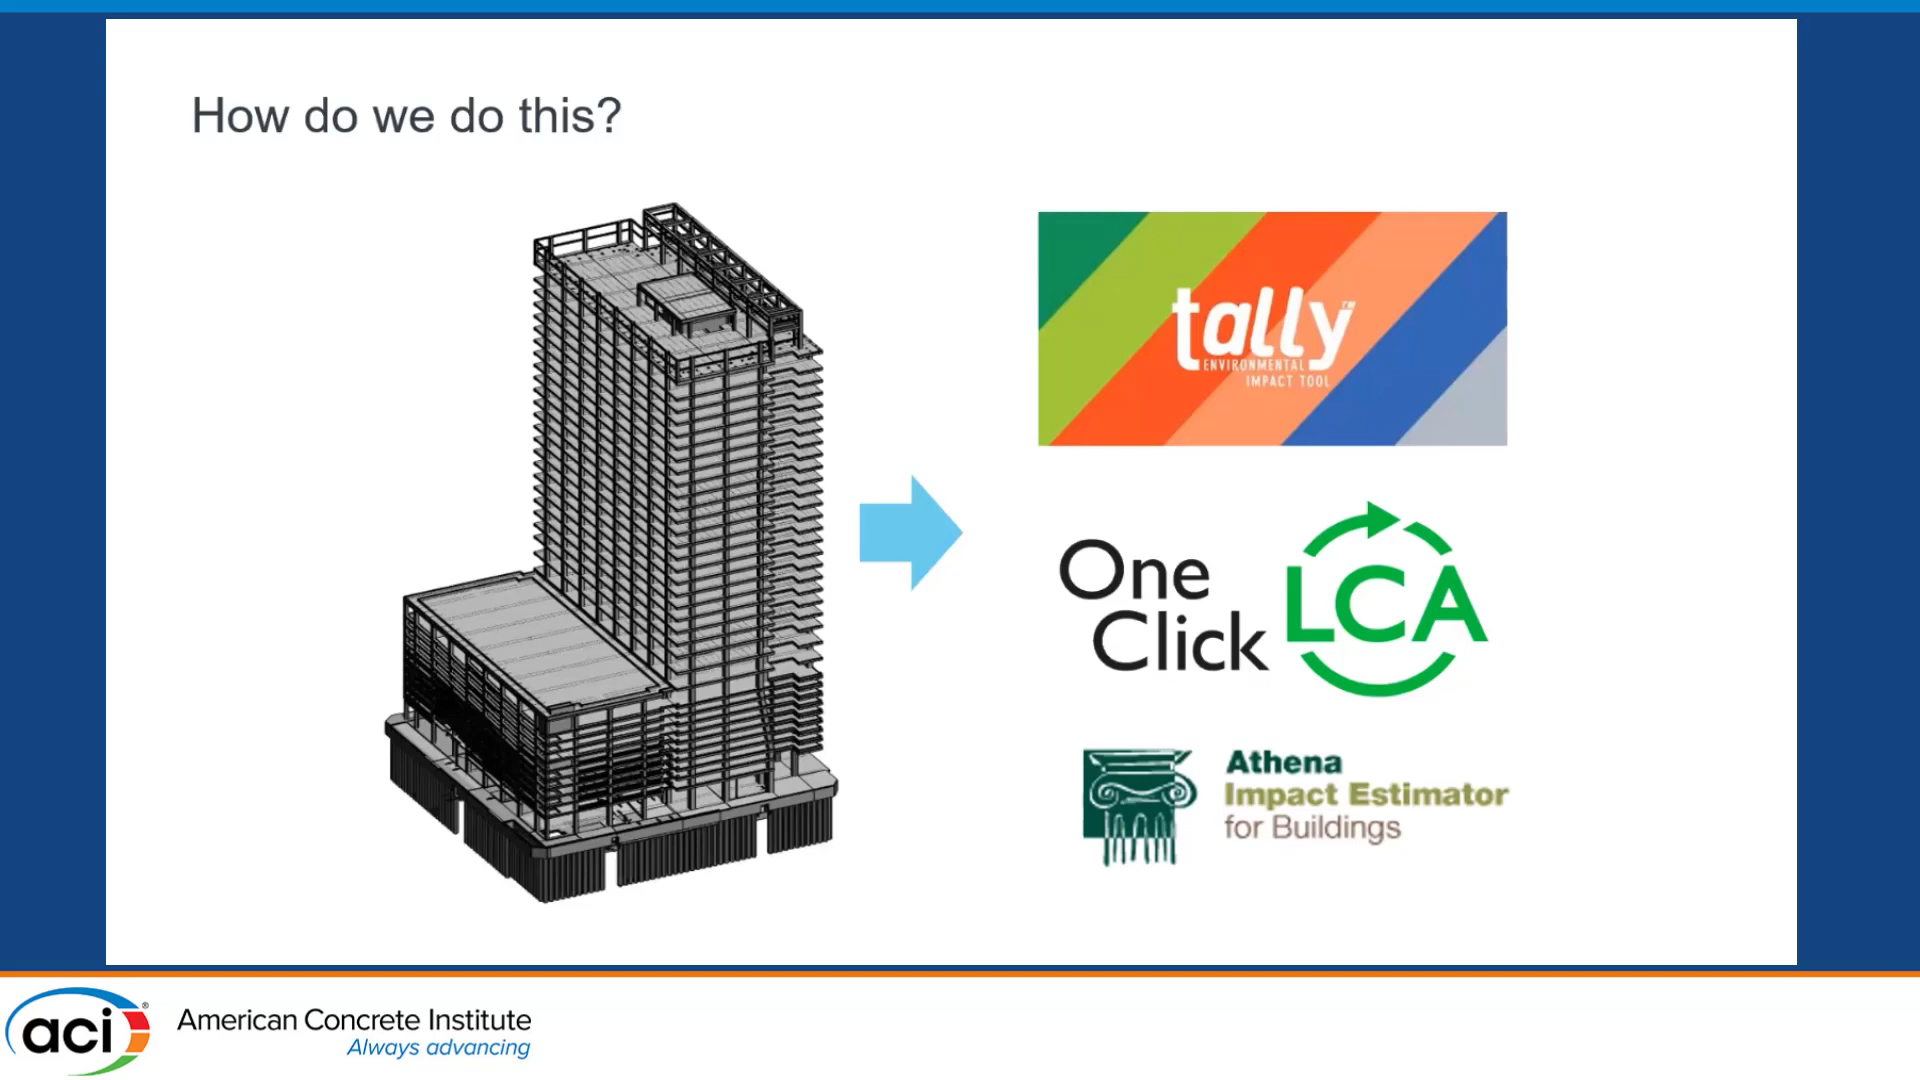 How do we do this?
tally™
ENVIRONMENTAL
IMPACT TOOL
One
Click
LCA
Athena
Impact Estimator
for Buildings
aci®
American Concrete Institute
Always advancing